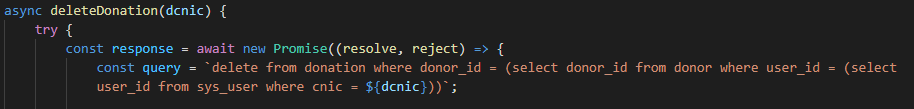 async deleteDonation(dcnic) {
try {
const response = await new Promise((resolve, reject) => {
const query = `delete from donation where donor_id = (select donor_id from donor where user_id = (select
user_id from sys_user where cnic = ${dcnic}))`;